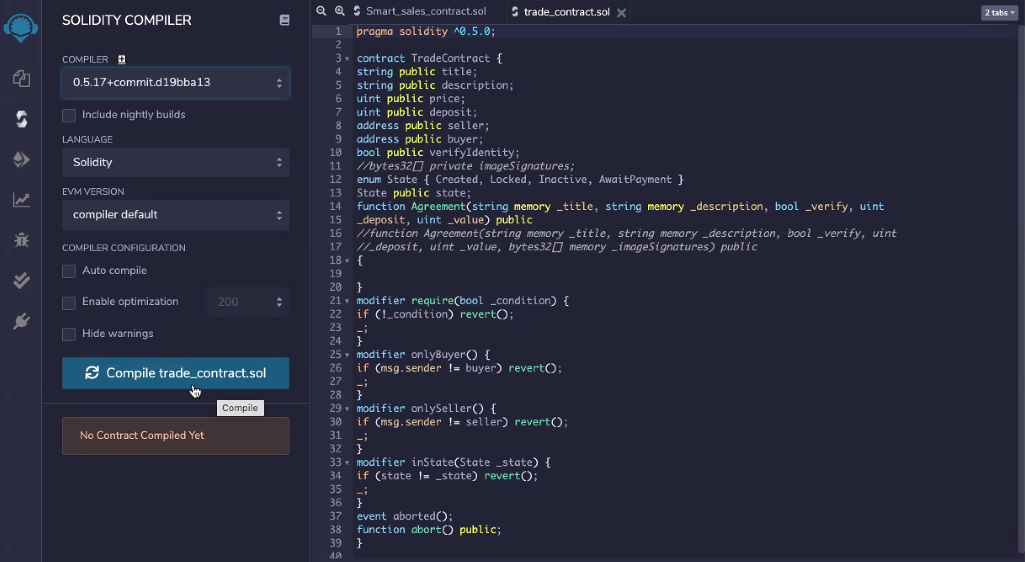 SOLIDITY COMPILER
COMPILER
0.5.17+commit.d19bba13
Include nightly builds
LANGUAGE
Solidity
EVM VERSION
compiler default
COMPILER CONFIGURATION
Auto compile
Enable optimization 200
Hide warnings
Compile trade_contract.sol
Compile
No Contract Compiled Yet
Smart_sales_contract.sol trade_contract.sol 2 tabs
1 pragma solidity ^0.5.0;
2
3 contract TradeContract {
4 string public title;
5 string public description;
6 uint public price;
7 uint public deposit;
8 address public seller;
9 address public buyer;
10 bool public verifyIdentity;
11 //bytes32[] private imageSignatures;
12 enum State { Created, Locked, Inactive, AwaitPayment }
13 State public state;
14 function Agreement(string memory _title, string memory _description, bool _verify, uint
15 _deposit, uint _value) public
16 //function Agreement(string memory _title, string memory _description, bool _verify, uint
17 //_deposit, uint _value, bytes32[] memory _imageSignatures) public
18 {
19
20 }
21 modifier require(bool _condition) {
22 if (!_condition) revert();
23 _;
24 }
25 modifier onlyBuyer() {
26 if (msg.sender != buyer) revert();
27 _;
28 }
29 modifier onlySeller() {
30 if (msg.sender != seller) revert();
31 _;
32 }
33 modifier inState(State _state) {
34 if (state != _state) revert();
35 _;
36 }
37 event aborted();
38 function abort() public;
39 }
40